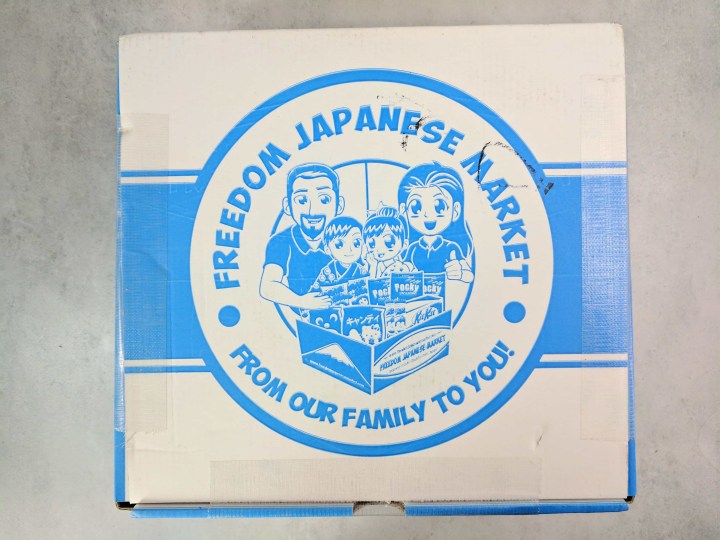 FREEDOM JAPANESE MARKET
Pocky
Pocky
キャンディ
KitKat
FREEDOM JAPANESE MARKET
FROM OUR FAMILY TO YOU!